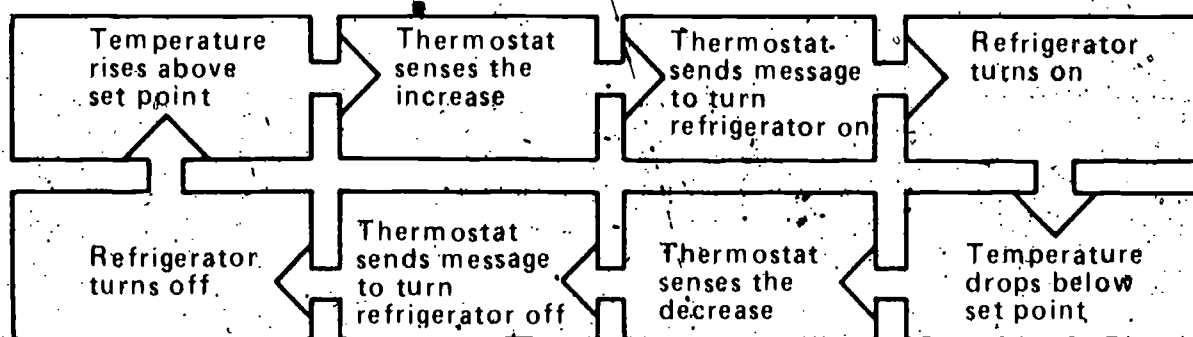 Temperature
rises above
set point
Thermostat
senses the
increase
Thermostat
sends message
to turn
refrigerator on
Refrigerator
turns on
Temperature
drops below
set point
Thermostat
senses the
decrease
Thermostat
sends message
to turn
refrigerator off
Refrigerator
turns off